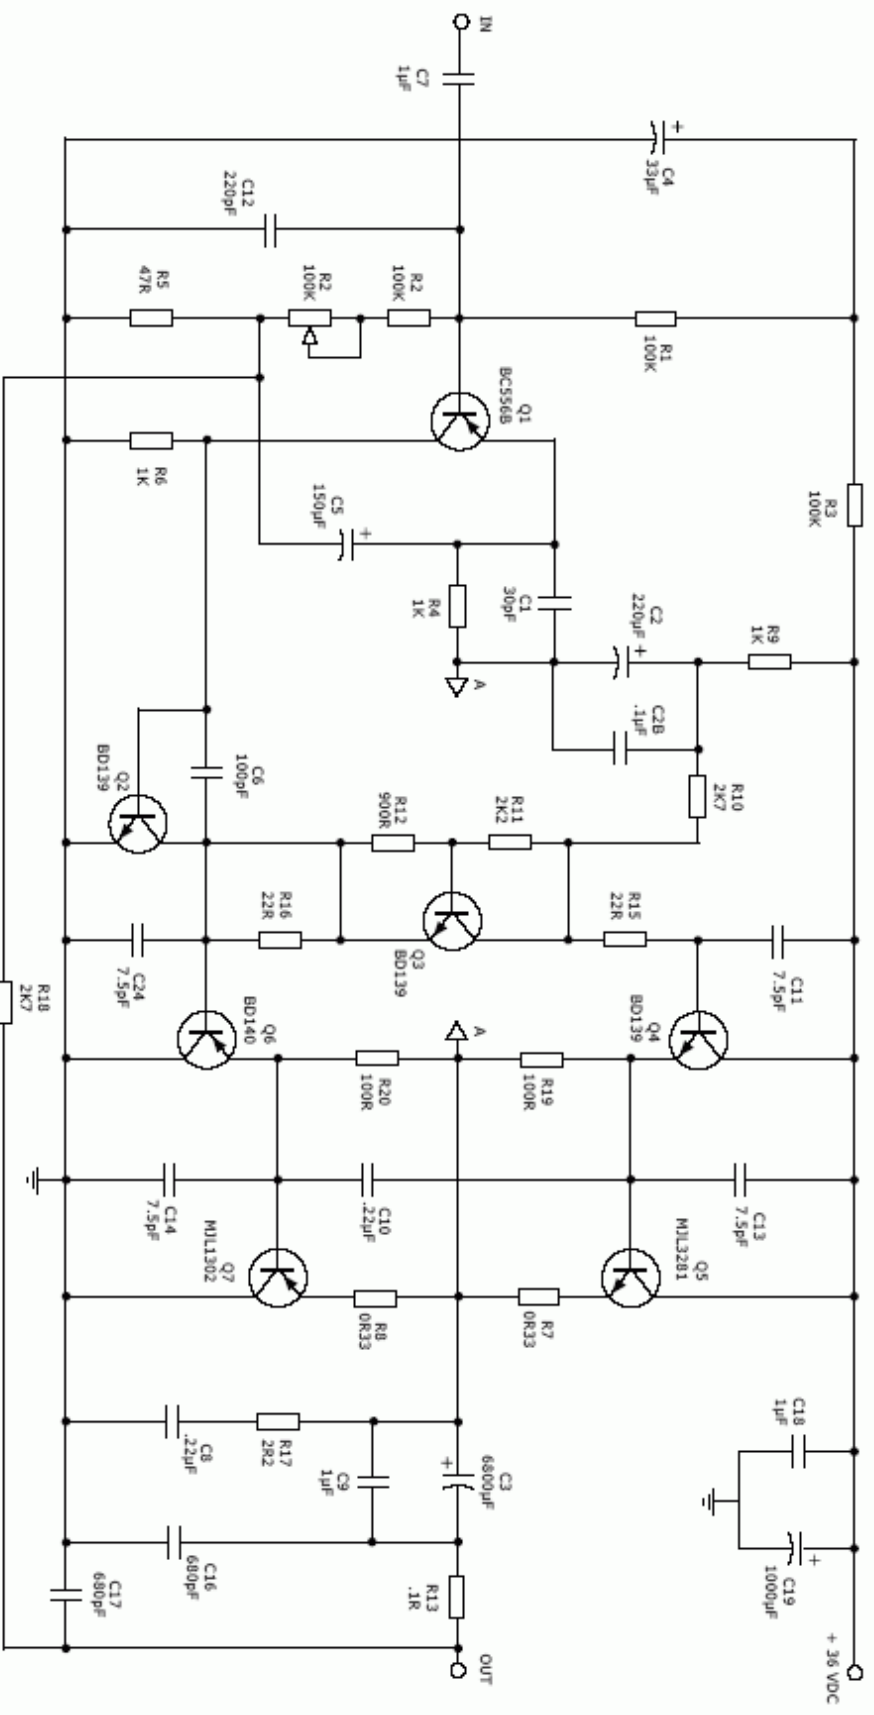 IN
C7
1µF
C4
33µF
C12
220pF
R5
47R
R2
100K
R2
100K
R1
100K
Q1
BC556B
R3
100K
R6
1K
C5
150µF
R4
1K
C1
30pF
C2
220µF
R9
1K
A
C2B
.1µF
R10
2K7
Q2
BD139
C6
100pF
R12
900R
R11
2K2
R16
22R
Q3
BD139
R15
22R
C24
7.5pF
C11
7.5pF
R18
2K7
Q6
BD140
A
Q4
BD139
R20
100R
R19
100R
C14
7.5pF
C10
.22µF
C13
7.5pF
Q7
MJL1302
R8
0R33
R7
0R33
Q5
MJL3281
C8
.22µF
R17
2R2
C9
1µF
C3
6800µF
C18
1µF
C16
680pF
C17
680pF
R13
.1R
C19
1000µF
OUT
+ 36 VDC